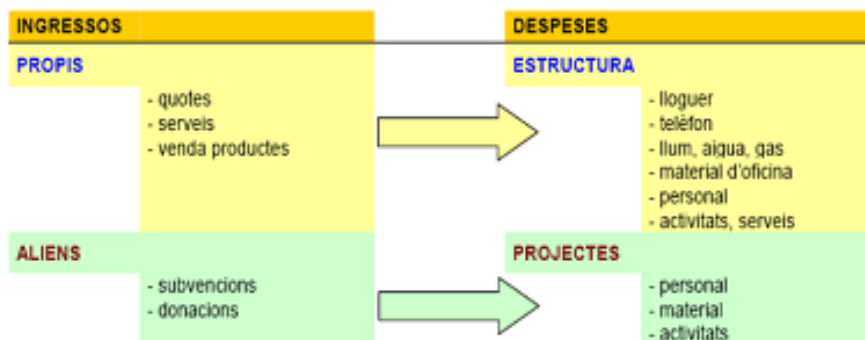 INGRESSOS
PROPIS
- quotes
- serveis
- venda productes
ALIENS
- subvencions
- donacions
DESPESES
ESTRUCTURA
- lloguer
- telèfon
- llum, aigua, gas
- material d'oficina
- personal
- activitats, serveis
PROJECTES
- personal
- material
- activitats